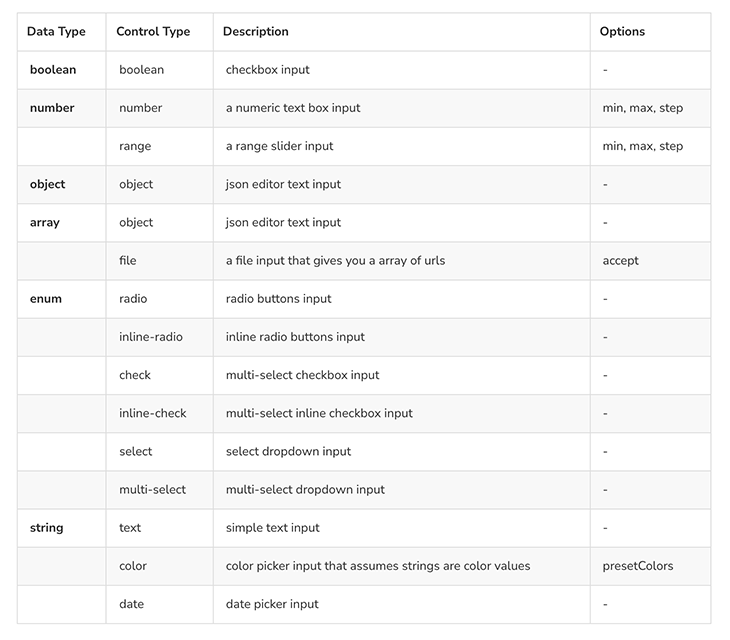 Data Type Control Type Description Options
boolean boolean checkbox input -
number number a numeric text box input min, max, step
range a range slider input min, max, step
object object json editor text input -
array object json editor text input -
file a file input that gives you a array of urls accept
enum radio radio buttons input -
inline-radio inline radio buttons input -
check multi-select checkbox input -
inline-check multi-select inline checkbox input -
select select dropdown input -
multi-select multi-select dropdown input -
string text simple text input -
color color picker input that assumes strings are color values presetColors
date date picker input -